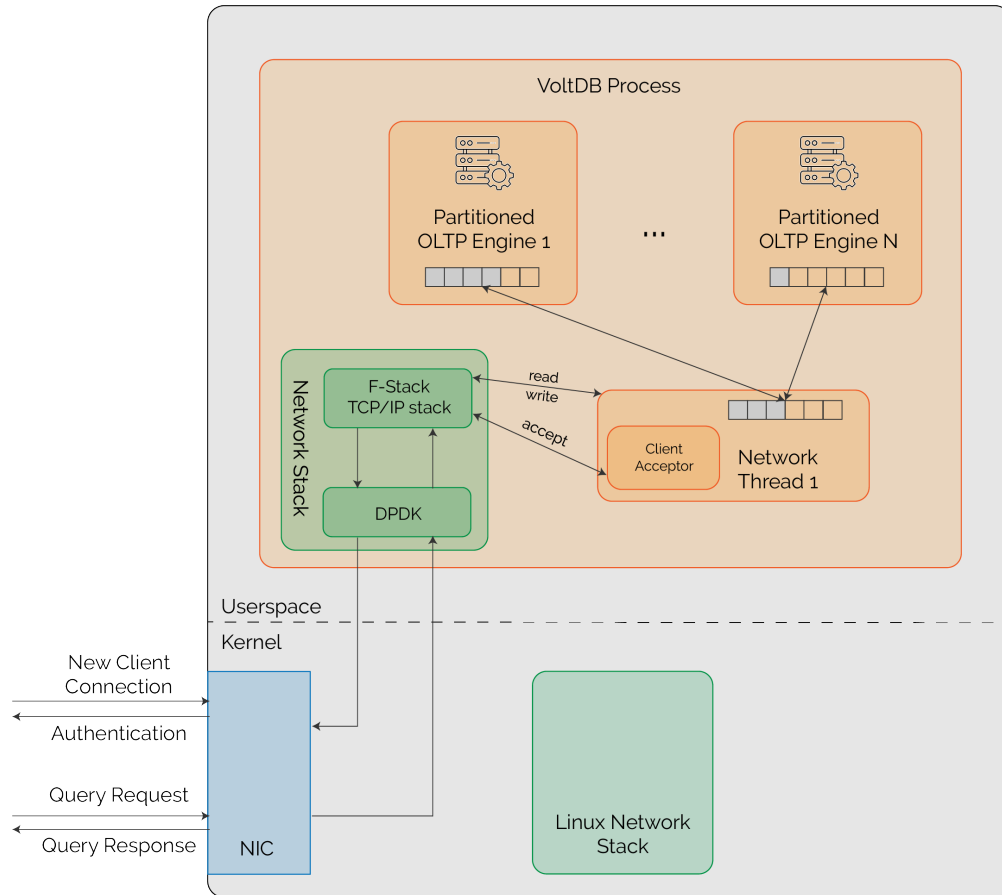 VoltDB Process
Partitioned
OLTP Engine 1
...
Partitioned
OLTP Engine N
Network Stack
F-Stack
TCP/IP stack
read
write
accept
DPDK
Client
Acceptor
Network
Thread 1
Userspace
Kernel
New Client
Connection
Authentication
Query Request
Query Response
NIC
Linux Network
Stack